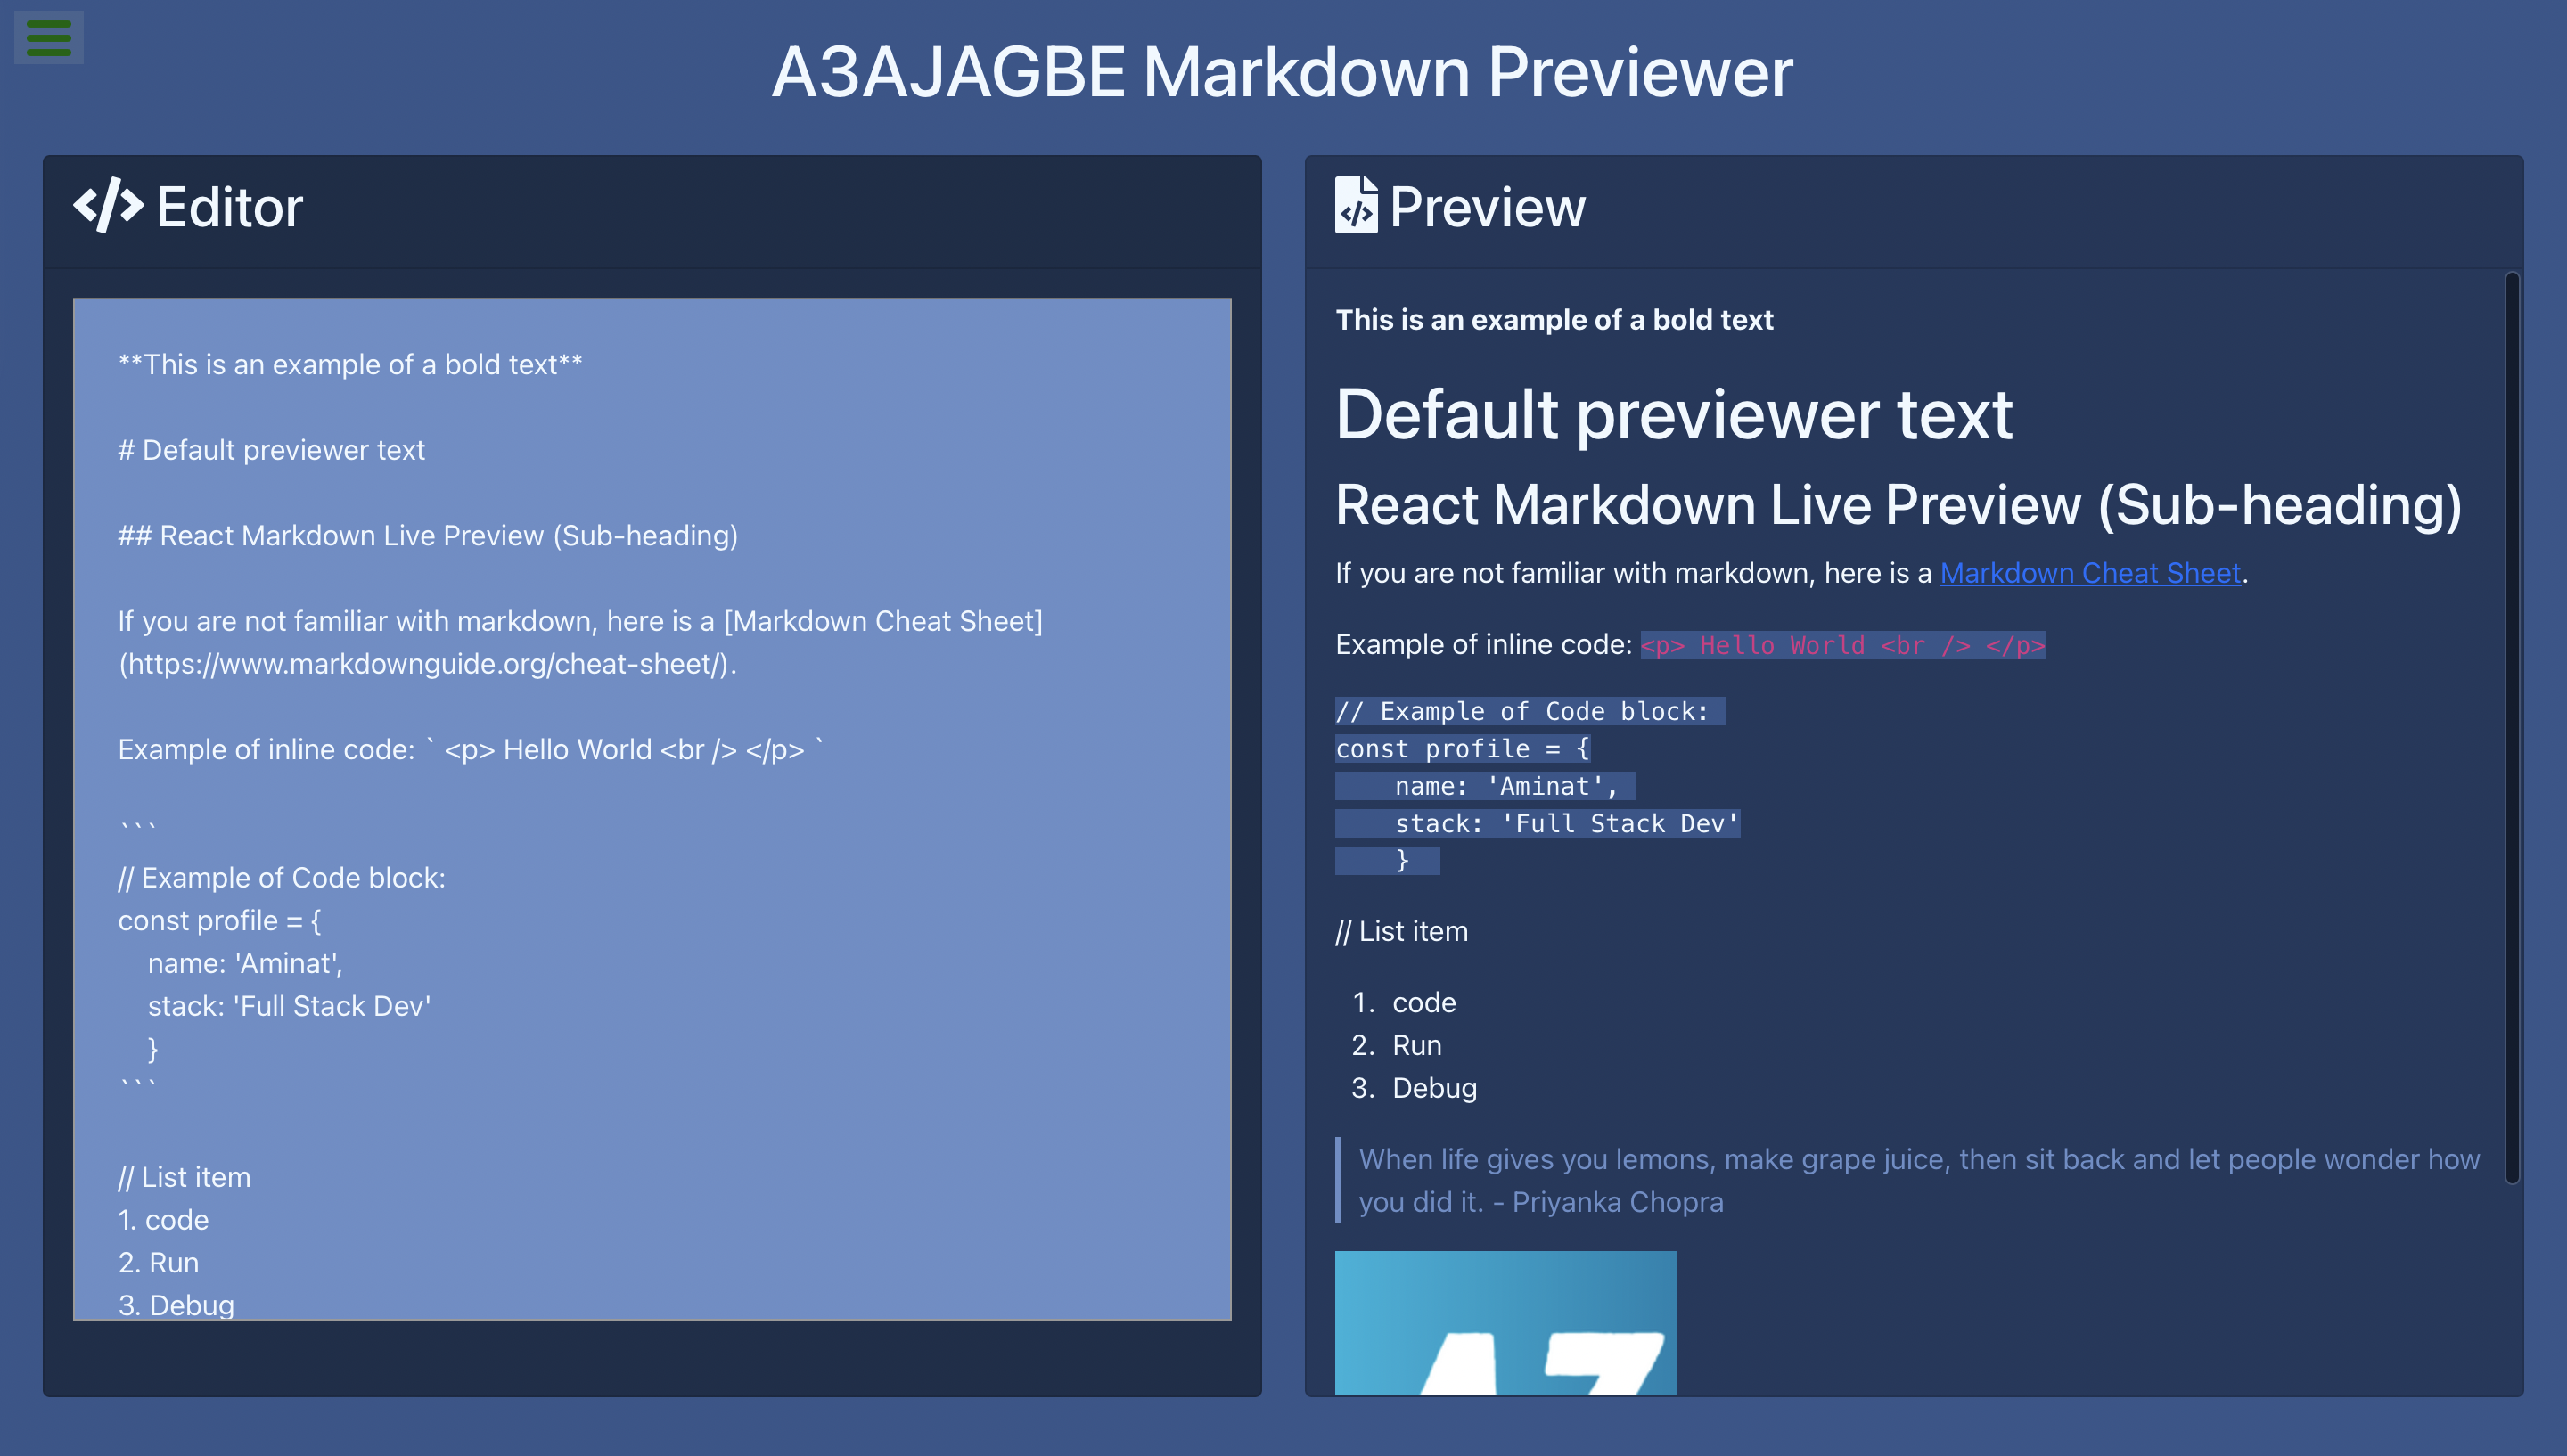 A3AJAGBE Markdown Previewer
</> Editor
**This is an example of a bold text**
# Default previewer text
## React Markdown Live Preview (Sub-heading)
If you are not familiar with markdown, here is a [Markdown Cheat Sheet]
(https://www.markdownguide.org/cheat-sheet/).
Example of inline code: ` <p> Hello World <br /> </p> `
```
// Example of Code block:
const profile = {
    name: 'Aminat',
    stack: 'Full Stack Dev'
    }
```
// List item
1. code
2. Run
3. Debug
</> Preview
This is an example of a bold text
Default previewer text
React Markdown Live Preview (Sub-heading)
If you are not familiar with markdown, here is a Markdown Cheat Sheet.
Example of inline code: <p> Hello World <br /> </p>
// Example of Code block:
const profile = {
    name: 'Aminat',
    stack: 'Full Stack Dev'
    }
// List item
1. code
2. Run
3. Debug
When life gives you lemons, make grape juice, then sit back and let people wonder how
you did it. - Priyanka Chopra